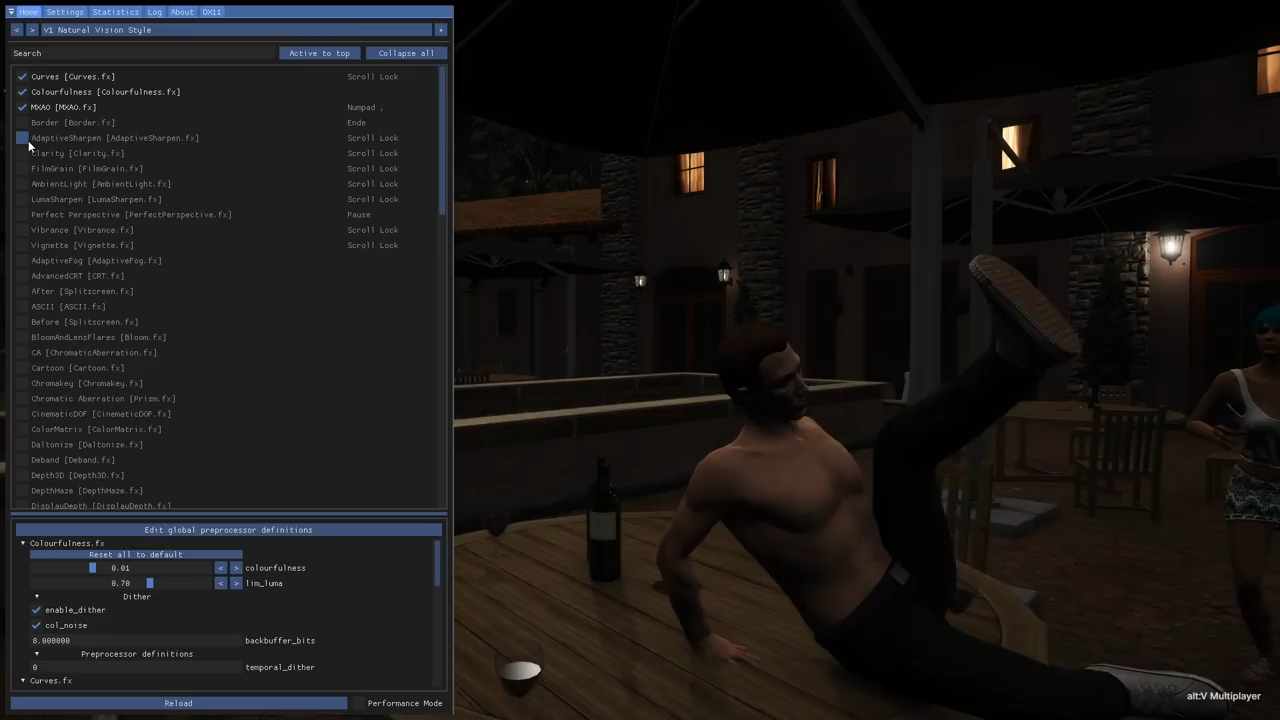 Home Settings Statistics Log About DX11
< > V1 Natural Vision Style +
Search Active to top Collapse all
Curves [Curves.fx] Scroll Lock
Colourfulness [Colourfulness.fx]
MXAO [MXAO.fx] Numpad ,
Border [Border.fx] Ende
AdaptiveSharpen [AdaptiveSharpen.fx] Scroll Lock
Clarity [Clarity.fx] Scroll Lock
FilmGrain [FilmGrain.fx] Scroll Lock
AmbientLight [AmbientLight.fx] Scroll Lock
LumaSharpen [LumaSharpen.fx] Scroll Lock
Perfect Perspective [PerfectPerspective.fx] Pause
Vibrance [Vibrance.fx] Scroll Lock
Vignette [Vignette.fx] Scroll Lock
AdaptiveFog [AdaptiveFog.fx]
AdvancedCRT [CRT.fx]
After [Splitscreen.fx]
ASCII [ASCII.fx]
Before [Splitscreen.fx]
BloomAndLensFlares [Bloom.fx]
CA [ChromaticAberration.fx]
Cartoon [Cartoon.fx]
Chromakey [Chromakey.fx]
Chromatic Aberration [Prism.fx]
CinematicDOF [CinematicDOF.fx]
ColorMatrix [ColorMatrix.fx]
Daltonize [Daltonize.fx]
Deband [Deband.fx]
Depth3D [Depth3D.fx]
DepthHaze [DepthHaze.fx]
DisplayDepth [DisplayDepth.fx]
Edit global preprocessor definitions
Colourfulness.fx
Reset all to default
0.01 < > colourfulness
0.70 < > lim_luma
Dither
enable_dither
col_noise
8.000000 backbuffer_bits
Preprocessor definitions
0 temporal_dither
Curves.fx
Reload Performance Mode
alt:V Multiplayer